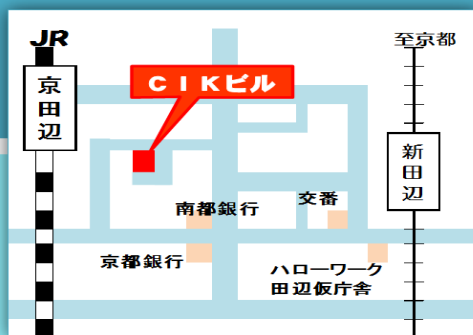 JR
至京都
京田辺
CIKビル
新田辺
南都銀行
交番
京都銀行
ハローワーク
田辺仮庁舎